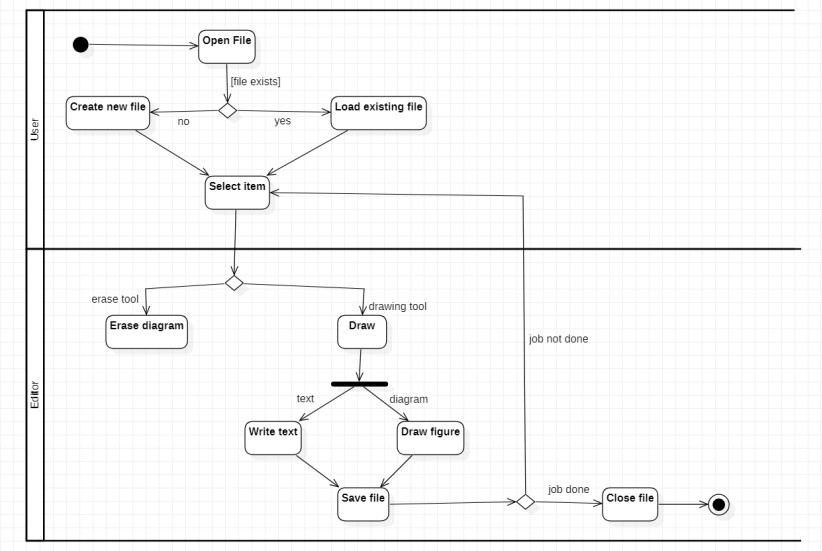 User
Open File
[file exists]
Create new file
no
yes
Load existing file
Select item
Editor
erase tool
drawing tool
Erase diagram
Draw
job not done
text
diagram
Write text
Draw figure
Save file
job done
Close file